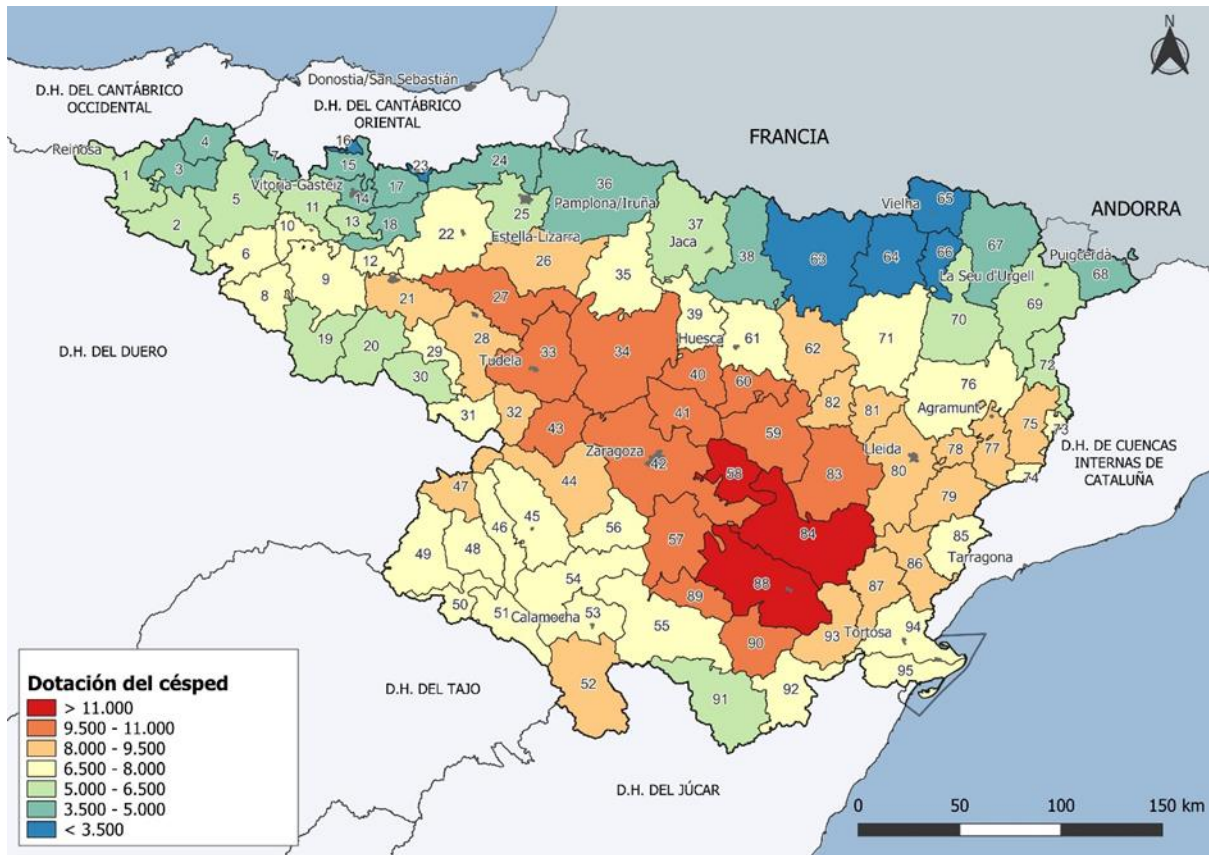 N
Donostia/San Sebastián
D.H. DEL CANTÁBRICO
OCCIDENTAL
D.H. DEL CANTÁBRICO
ORIENTAL
FRANCIA
ANDORRA
Reinosa
4
16
7
3
15
23
24
1
Vitoria-Gasteiz
14
17
36
Vielha
65
5
11
13
18
25
Pamplona/Iruña
37
2
Estella-Lizarra
Jaca
38
63
64
66
67
Puigcerdà
68
La Seu d'Urgell
10
22
6
12
26
35
69
8
9
21
27
70
D.H. DEL DUERO
19
20
29
28
33
34
39
Huesca
61
62
71
72
Tudela
30
40
60
76
31
32
82
81
Agramunt
75
73
43
41
59
Zaragoza
42
Lleida
78
77
D.H. DE CUENCAS
INTERNAS DE
CATALUÑA
44
58
83
80
74
47
79
45
46
56
57
84
85
Tarragona
49
48
86
54
88
87
50
51
Calamocha
53
55
89
94
Tortosa
90
93
95
52
91
92
D.H. DEL TAJO
D.H. DEL JÚCAR
Dotación del césped
> 11.000
9.500 - 11.000
8.000 - 9.500
6.500 - 8.000
5.000 - 6.500
3.500 - 5.000
< 3.500
0 50 100 150 km